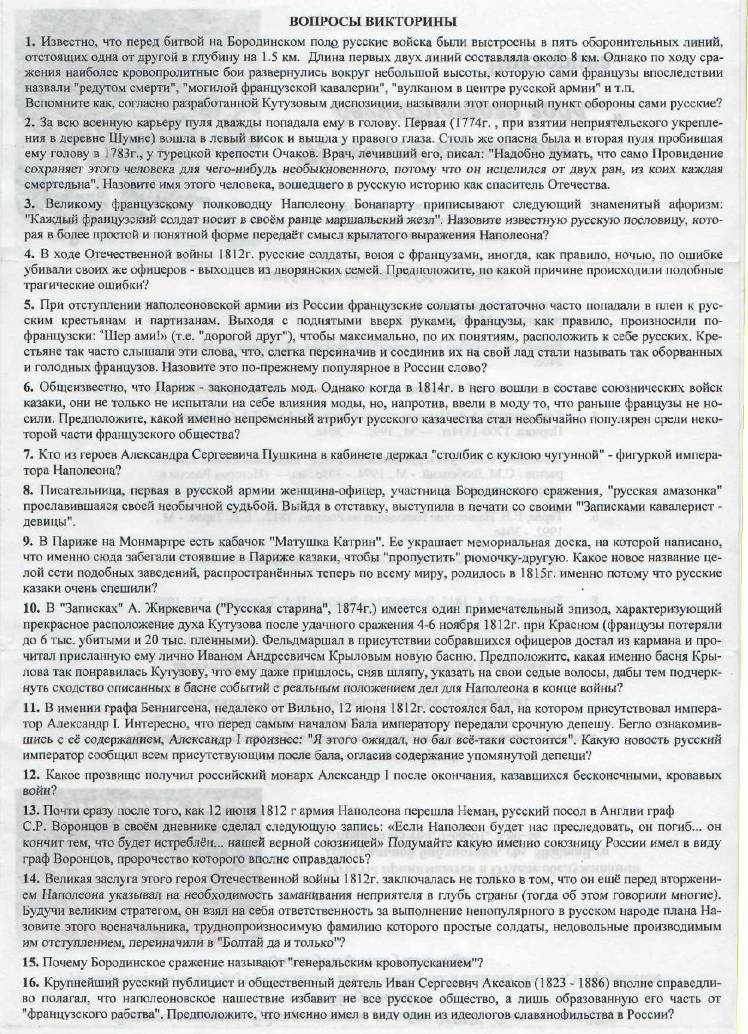 ВОПРОСЫ ВИКТОРИНЫ
1. Известно, что перед битвой на Бородинском поле русские войска были выстроены в пять оборонительных линий,
отстоящих одна от другой в глубину на 1.5 км. Длина первых двух линий составляла около 8 км. Однако по ходу сра-
жения наиболее кровопролитные бои развернулись вокруг небольшой высоты, которую сами французы впоследствии
назвали "редутом смерти", "могилой французской кавалерии", "вулканом в центре русской армии" и т.п.
Вспомните как, согласно разработанной Кутузовым диспозиции, называли этот опорный пункт обороны сами русские?
2. За всю военную карьеру пуля дважды попадала ему в голову. Первая (1774г. , при взятии неприятельского укрепле-
ния в деревне Шумне) вошла в левый висок и вышла у правого глаза. Столь же опасна была и вторая пуля пробившая
ему голову в 1783г., у турецкой крепости Очаков. Врач, лечивший его, писал: "Надобно думать, что само Провидение
сохраняет этого человека для чего-нибудь необыкновенного, потому что он исцелился от двух ран, из коих каждая
смертельна". Назовите имя этого человека, вошедшего в русскую историю как спаситель Отечества.
3. Великому французскому полководцу Наполеону Бонапарту приписывают следующий знаменитый афоризм:
"Каждый французский солдат носит в своём ранце маршальский жезл". Назовите известную русскую пословицу, кото-
рая в более простой и понятной форме передаёт смысл крылатого выражения Наполеона?
4. В ходе Отечественной войны 1812г. русские солдаты, воюя с французами, иногда, как правило, ночью, по ошибке
убивали своих же офицеров - выходцев из дворянских семей. Предположите, по какой причине происходили подобные
трагические ошибки?
5. При отступлении наполеоновской армии из России французские солдаты достаточно часто попадали в плен к рус-
ским крестьянам и партизанам. Выходя с поднятыми вверх руками, французы, как правило, произносили по-
французски: "Шер ами!» (т.е. "дорогой друг"), чтобы максимально, по их понятиям, расположить к себе русских. Кре-
стьяне так часто слышали эти слова, что, слегка переиначив и соединив их на свой лад стали называть так оборванных
и голодных французов. Назовите это по-прежнему популярное в России слово?
6. Общеизвестно, что Париж - законодатель мод. Однако когда в 1814г. в него вошли в составе союзнических войск
казаки, они не только не испытали на себе влияния моды, но, напротив, ввели в моду то, что раньше французы не но-
сили. Предположите, какой именно непременный атрибут русского казачества стал необычайно популярен среди неко-
торой части французского общества?
7. Кто из героев Александра Сергеевича Пушкина в кабинете держал "столбик с куклою чугунной" - фигуркой импера-
тора Наполеона?
8. Писательница, первая в русской армии женщина-офицер, участница Бородинского сражения, "русская амазонка"
прославившаяся своей необычной судьбой. Выйдя в отставку, выступила в печати со своими "'Записками кавалерист -
девицы".
9. В Париже на Монмартре есть кабачок "Матушка Катрин". Ее украшает мемориальная доска, на которой написано,
что именно сюда забегали стоявшие в Париже казаки, чтобы "пропустить" рюмочку-другую. Какое новое название це-
лой сети подобных заведений, распространённых теперь по всему миру, родилось в 1815г. именно потому что русские
казаки очень спешили?
10. В "Записках" А. Жиркевича ("Русская старина", 1874г.) имеется один примечательный эпизод, характеризующий
прекрасное расположение духа Кутузова после удачного сражения 4-6 ноября 1812г. при Красном (французы потеряли
до 6 тыс. убитыми и 20 тыс. пленными). Фельдмаршал в присутствии собравшихся офицеров достал из кармана и про-
читал присланную ему лично Иваном Андреевичем Крыловым новую басню. Предположите, какая именно басня Кры-
лова так понравилась Кутузову, что ему даже пришлось, сняв шляпу, указать на свои седые волосы, дабы тем подчерк-
нуть сходство описанных в басне событий с реальным положением дел для Наполеона в конце войны?
11. В имении графа Беннигсена, недалеко от Вильно, 12 июня 1812г. состоялся бал, на котором присутствовал импера-
тор Александр I. Интересно, что перед самым началом Бала императору передали срочную депешу. Бегло ознакомив-
шись с её содержанием, Александр I произнес: "Я этого ожидал, но бал всё-таки состоится". Какую новость русский
император сообщил всем присутствующим после бала, огласив содержание упомянутой депеши?
12. Какое прозвище получил российский монарх Александр I после окончания, казавшихся бесконечными, кровавых
войн?
13. Почти сразу после того, как 12 июня 1812 г армия Наполеона перешла Неман, русский посол в Англии граф
С.Р. Воронцов в своём дневнике сделал следующую запись: «Если Наполеон будет нас преследовать, он погиб... он
кончит тем, что будет истреблён... нашей верной союзницей» Подумайте какую именно союзницу России имел в виду
граф Воронцов, пророчество которого вполне оправдалось?
14. Великая заслуга этого героя Отечественной войны 1812г. заключалась не только в том, что он ещё перед вторжени-
ем Наполеона указывал на необходимость заманивания неприятеля в глубь страны (тогда об этом говорили многие).
Будучи великим стратегом, он взял на себя ответственность за выполнение непопулярного в русском народе плана На-
зовите этого военачальника, труднопроизносимую фамилию которого простые солдаты, недовольные производимым
им отступлением, переиначили в "Болтай да и только"?
15. Почему Бородинское сражение называют "генеральским кровопусканием"?
16. Крупнейший русский публицист и общественный деятель Иван Сергеевич Аксаков (1823 - 1886) вполне справедли-
во полагал, что наполеоновское нашествие избавит не все русское общество, а лишь образованную его часть от
"французского рабства". Предположите, что именно имел в виду один из идеологов славянофильства в России?